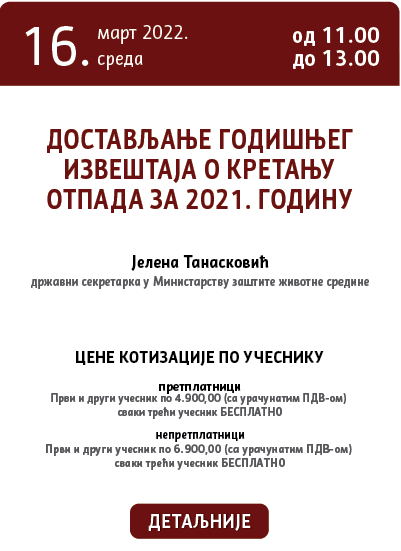 16. март 2022.
среда
од 11.00
до 13.00
ДОСТАВЉАЊЕ ГОДИШЊЕГ
ИЗВЕШТАЈА О КРЕТАЊУ
ОТПАДА ЗА 2021. ГОДИНУ
Јелена Танасковић
државни секретарка у Министарству заштите животне средине
ЦЕНЕ КОТИЗАЦИЈЕ ПО УЧЕСНИКУ
претплатници
Први и други учесник по 4.900,00 (са урачунатим ПДВ-ом)
сваки трећи учесник БЕСПЛАТНО
непретплатници
Први и други учесник по 6.900,00 (са урачунатим ПДВ-ом)
сваки трећи учесник БЕСПЛАТНО
ДЕТАЉНИЈЕ